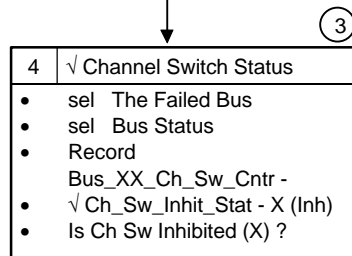 3
4 √ Channel Switch Status
• sel The Failed Bus
• sel Bus Status
• Record
Bus_XX_Ch_Sw_Cntr -
• √ Ch_Sw_Inhit_Stat - X (Inh)
• Is Ch Sw Inhibited (X) ?